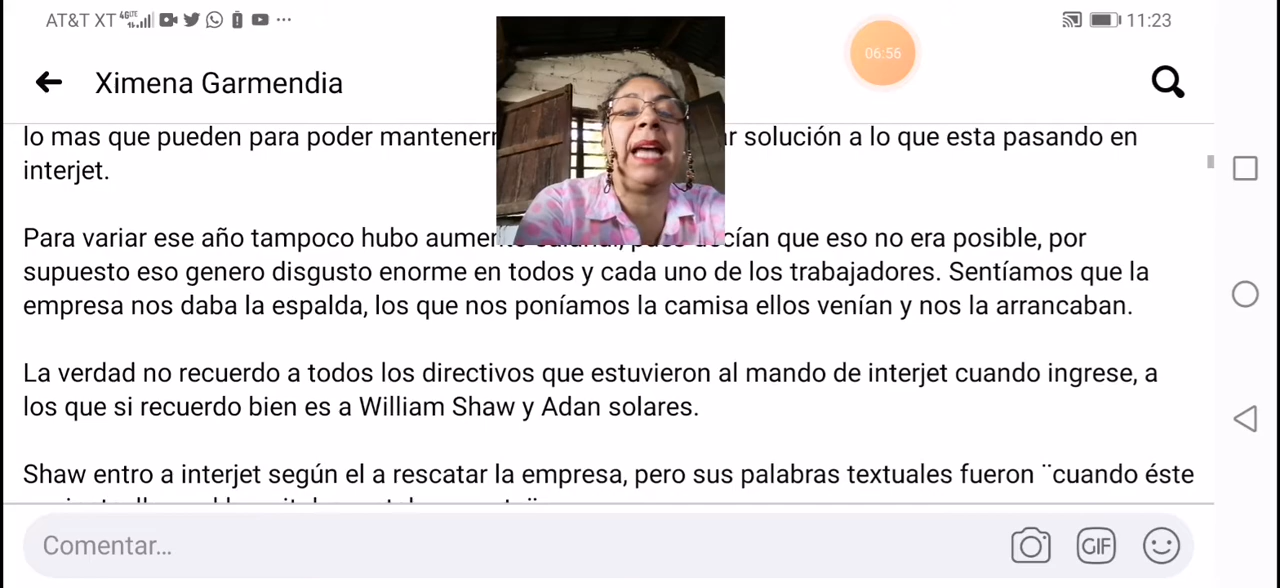 AT&T XT 4GLTE 11:23
06:56
Ximena Garmendia
lo mas que pueden para poder solución a lo que esta pasando en
interjet.
Para variar ese año tampoco hubo que eso no era posible, por
supuesto eso genero disgusto enorme en todos y cada uno de los trabajadores. Sentíamos que la
empresa nos daba la espalda, los que nos poníamos la camisa ellos venían y nos la arrancaban.
La verdad no recuerdo a todos los directivos que estuvieron al mando de interjet cuando ingrese, a
los que si recuerdo bien es a William Shaw y Adan solares.
Shaw entro a interjet según el a rescatar la empresa, pero sus palabras textuales fueron ¨cuando éste
Comentar...
GIF